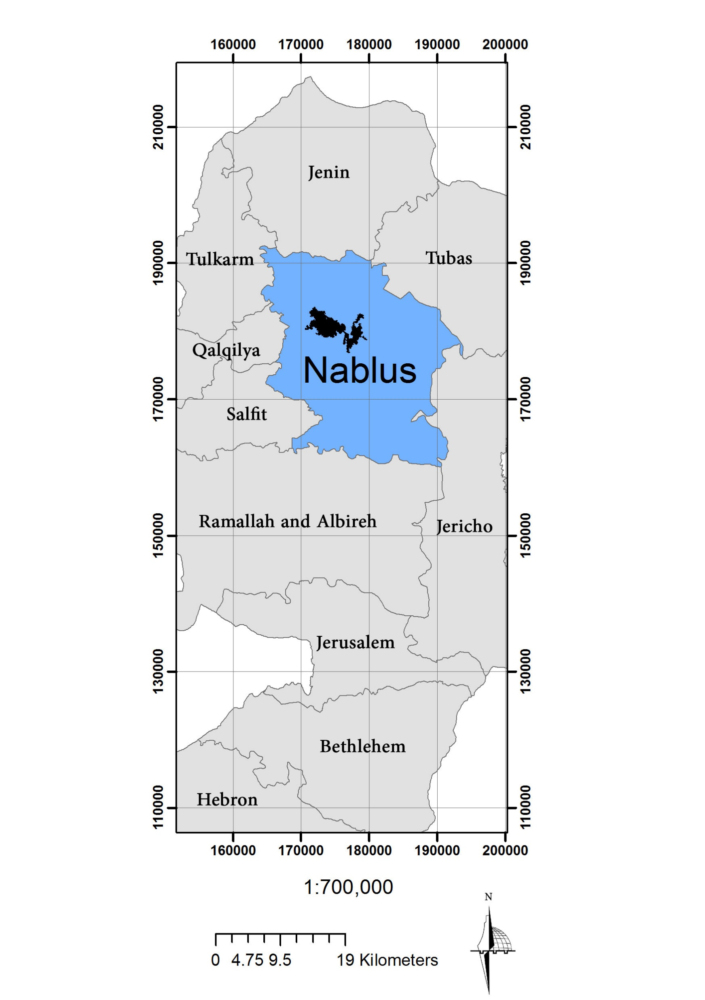 160000 170000 180000 190000 200000
210000 210000
Jenin
190000 Tulkarm Tubas 190000
Qalqilya
Nablus
170000 170000
Salfit
Ramallah and Albireh
Jericho
150000 150000
Jerusalem
130000 130000
Bethlehem
Hebron
110000 110000
160000 170000 180000 190000 200000
1:700,000
N
0 4.75 9.5 19 Kilometers